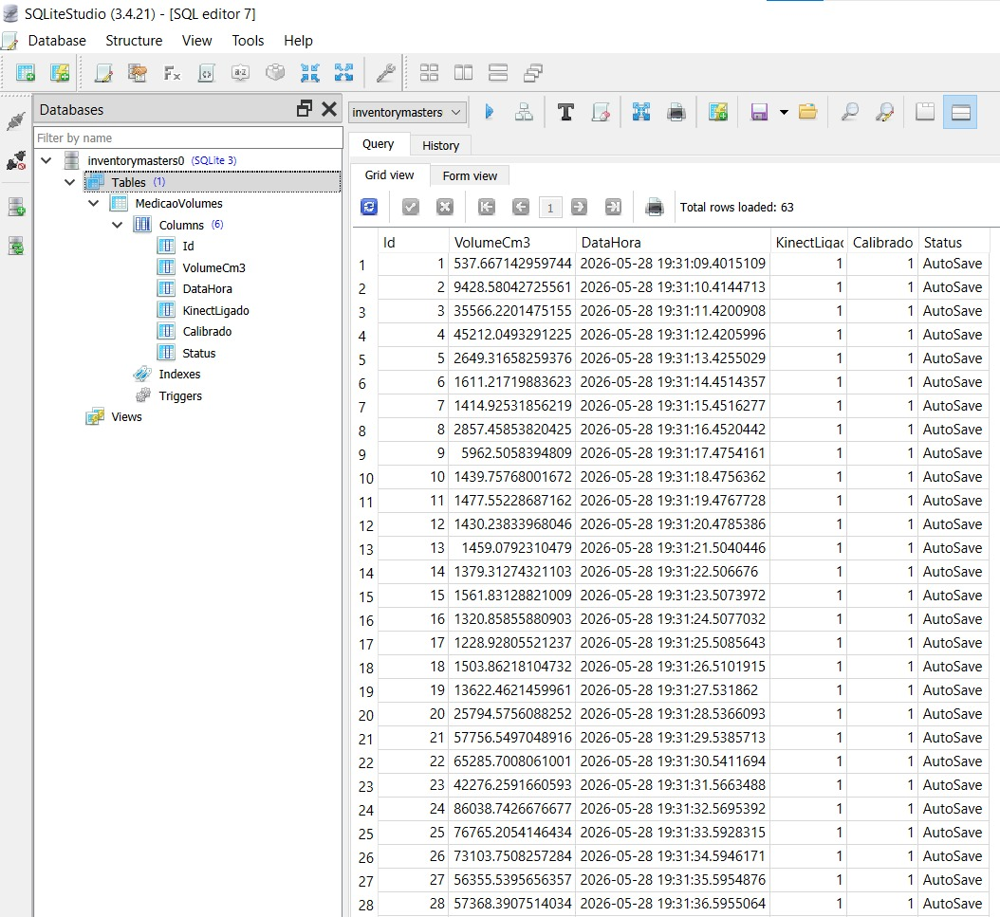 SQLiteStudio (3.4.21) - [SQL editor 7]
Database Structure View Tools Help
Databases
Filter by name
inventorymasters0 (SQLite 3)
Tables (1)
MedicaoVolumes
Columns (6)
Id
VolumeCm3
DataHora
KinectLigado
Calibrado
Status
Indexes
Triggers
Views
inventorymasters
Query History
Grid view Form view
1 Total rows loaded: 63
Id VolumeCm3 DataHora KinectLigac Calibrado Status
1 1 537.667142959744 2026-05-28 19:31:09.4015109 1 1 AutoSave
2 2 9428.58042725561 2026-05-28 19:31:10.4144713 1 1 AutoSave
3 3 35566.2201475155 2026-05-28 19:31:11.4200908 1 1 AutoSave
4 4 45212.0493291225 2026-05-28 19:31:12.4205996 1 1 AutoSave
5 5 2649.31658259376 2026-05-28 19:31:13.4255029 1 1 AutoSave
6 6 1611.21719883623 2026-05-28 19:31:14.4514357 1 1 AutoSave
7 7 1414.92531856219 2026-05-28 19:31:15.4516277 1 1 AutoSave
8 8 2857.45853820425 2026-05-28 19:31:16.4520442 1 1 AutoSave
9 9 5962.5058394809 2026-05-28 19:31:17.4754161 1 1 AutoSave
10 10 1439.75768001672 2026-05-28 19:31:18.4756362 1 1 AutoSave
11 11 1477.55228687162 2026-05-28 19:31:19.4767728 1 1 AutoSave
12 12 1430.23833968046 2026-05-28 19:31:20.4785386 1 1 AutoSave
13 13 1459.0792310479 2026-05-28 19:31:21.5040446 1 1 AutoSave
14 14 1379.31274321103 2026-05-28 19:31:22.506676 1 1 AutoSave
15 15 1561.83128821009 2026-05-28 19:31:23.5073972 1 1 AutoSave
16 16 1320.85855880903 2026-05-28 19:31:24.5077032 1 1 AutoSave
17 17 1228.92805521237 2026-05-28 19:31:25.5085643 1 1 AutoSave
18 18 1503.86218104732 2026-05-28 19:31:26.5101915 1 1 AutoSave
19 19 13622.4621459961 2026-05-28 19:31:27.531862 1 1 AutoSave
20 20 25794.5756088252 2026-05-28 19:31:28.5366093 1 1 AutoSave
21 21 57756.5497048916 2026-05-28 19:31:29.5385713 1 1 AutoSave
22 22 65285.7008061001 2026-05-28 19:31:30.5411694 1 1 AutoSave
23 23 42276.2591660593 2026-05-28 19:31:31.5663488 1 1 AutoSave
24 24 86038.7426676677 2026-05-28 19:31:32.5695392 1 1 AutoSave
25 25 76765.2054146434 2026-05-28 19:31:33.5928315 1 1 AutoSave
26 26 73103.7508257284 2026-05-28 19:31:34.5946171 1 1 AutoSave
27 27 56355.5395656357 2026-05-28 19:31:35.5954876 1 1 AutoSave
28 28 57368.3907514034 2026-05-28 19:31:36.5955064 1 1 AutoSave